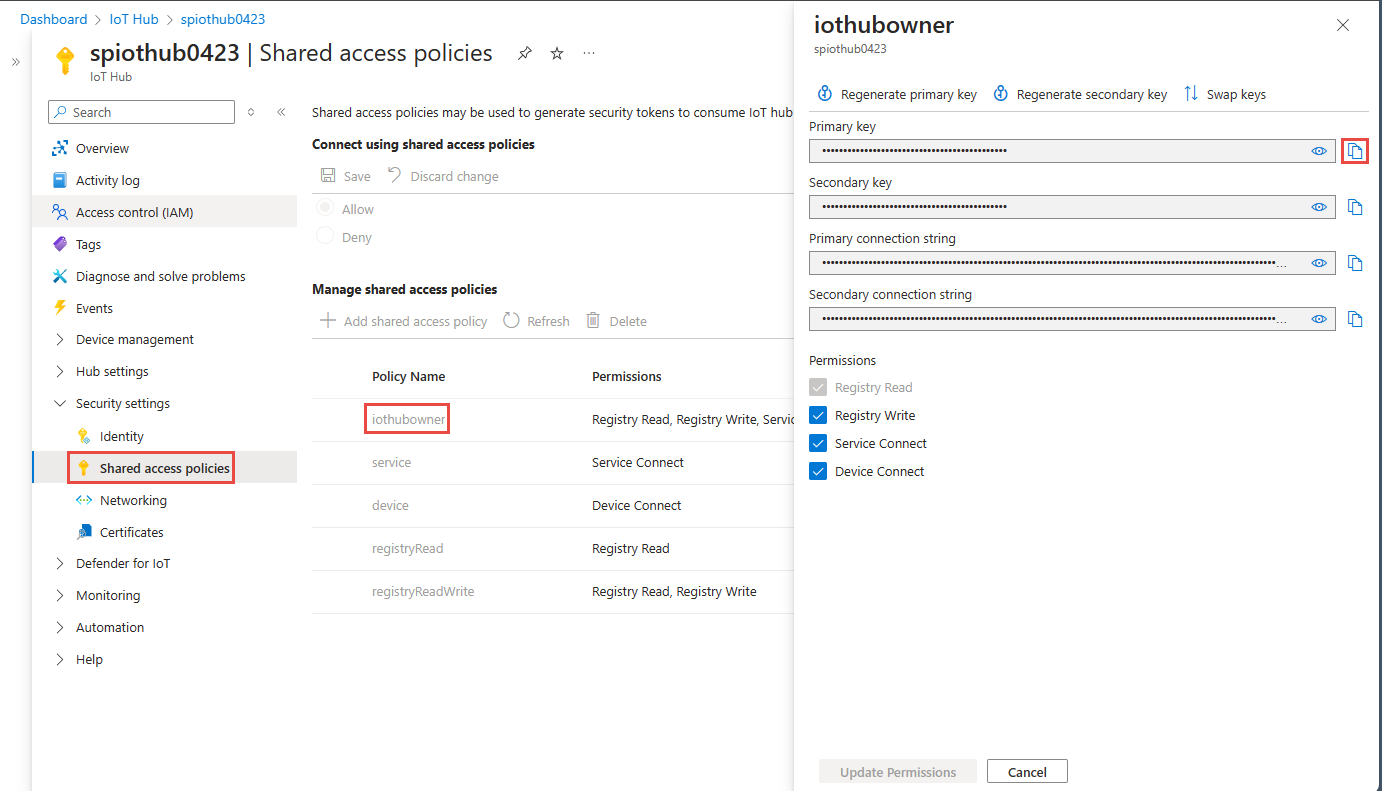 Dashboard > IoT Hub > spiothub0423
spiothub0423 | Shared access policies
IoT Hub
Search
Overview
Activity log
Access control (IAM)
Tags
Diagnose and solve problems
Events
Device management
Hub settings
Security settings
Identity
Shared access policies
Networking
Certificates
Defender for IoT
Monitoring
Automation
Help
Shared access policies may be used to generate security tokens to consume IoT hub
Connect using shared access policies
Save Discard change
Allow
Deny
Manage shared access policies
Add shared access policy Refresh Delete
Policy Name Permissions
iothubowner Registry Read, Registry Write, Servic
service Service Connect
device Device Connect
registryRead Registry Read
registryReadWrite Registry Read, Registry Write
iothubowner
spiothub0423
Regenerate primary key Regenerate secondary key Swap keys
Primary key
Secondary key
Primary connection string
Secondary connection string
Permissions
Registry Read
Registry Write
Service Connect
Device Connect
Update Permissions Cancel